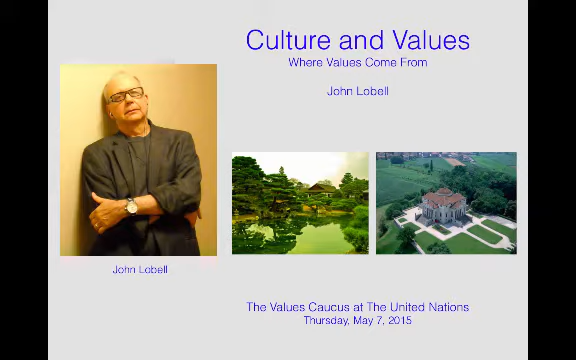 Culture and Values
Where Values Come From
John Lobell
John Lobell
The Values Caucus at The United Nations
Thursday, May 7, 2015